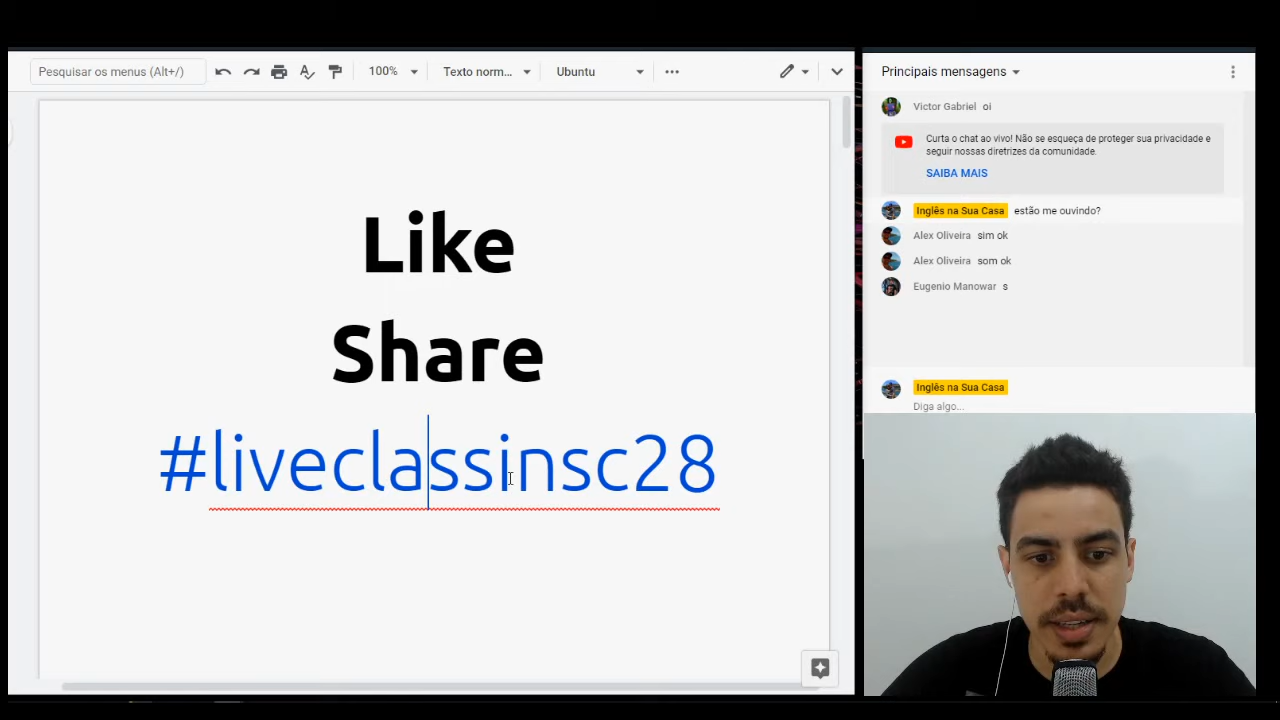 Pesquisar os menus (Alt+/)
100%
Texto norm...
Ubuntu
Like
Share
#liveclassinsc28
Principais mensagens
Victor Gabriel oi
Curta o chat ao vivo! Não se esqueça de proteger sua privacidade e
seguir nossas diretrizes da comunidade.
SAIBA MAIS
Inglês na Sua Casa estão me ouvindo?
Alex Oliveira sim ok
Alex Oliveira som ok
Eugenio Manowar s
Inglês na Sua Casa
Diga algo...